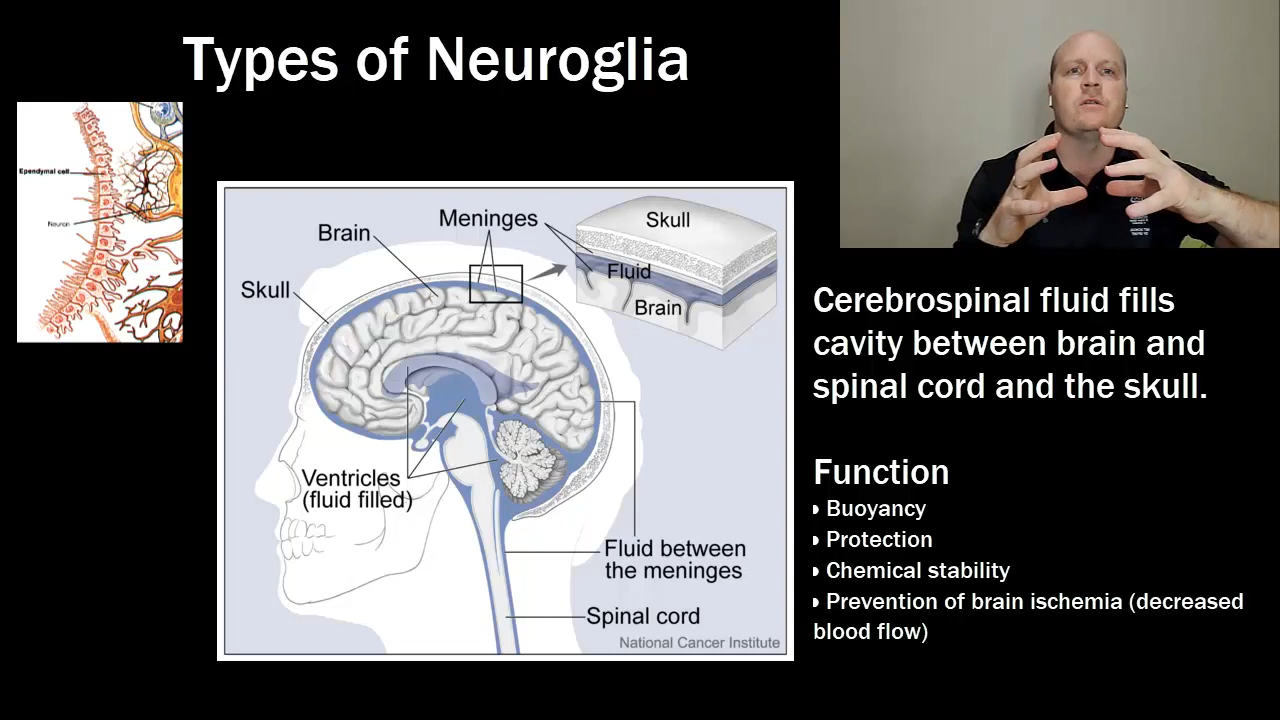 Types of Neuroglia
Ependymal cell
Neuron
Meninges
Brain
Skull
Skull
Fluid
Brain
Ventricles
(fluid filled)
Fluid between
the meninges
Spinal cord
National Cancer Institute
Cerebrospinal fluid fills
cavity between brain and
spinal cord and the skull.
Function
Buoyancy
Protection
Chemical stability
Prevention of brain ischemia (decreased
blood flow)